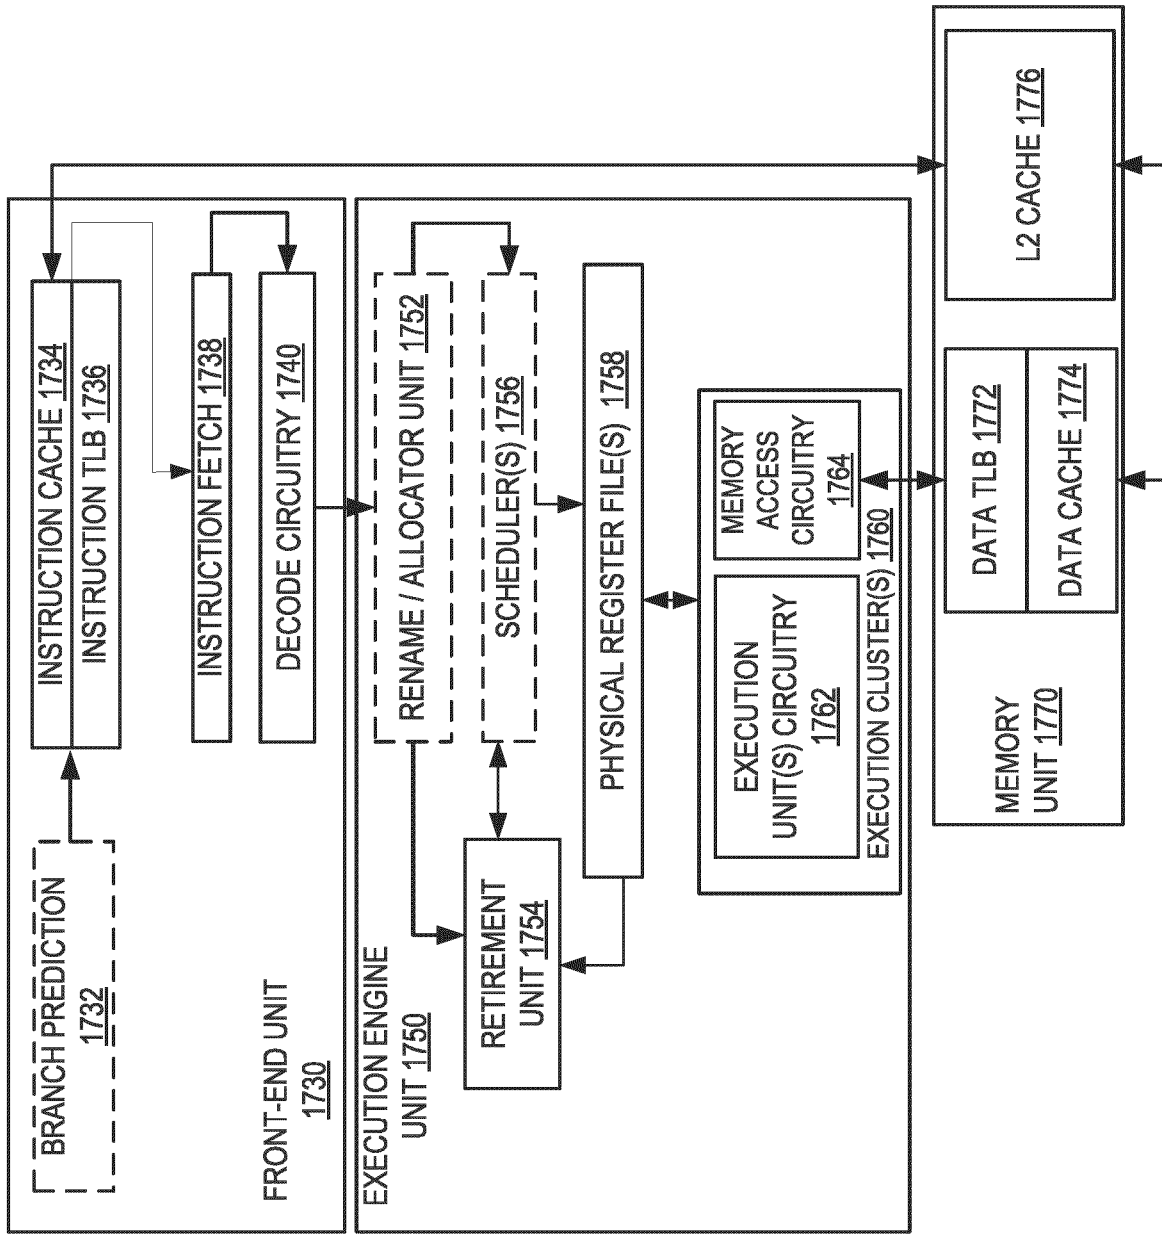 BRANCH PREDICTION
1732
INSTRUCTION CACHE 1734
INSTRUCTION TLB 1736
INSTRUCTION FETCH 1738
DECODE CIRCUITRY 1740
FRONT-END UNIT
1730
EXECUTION ENGINE
UNIT 1750
RENAME / ALLOCATOR UNIT 1752
RETIREMENT
UNIT 1754
SCHEDULER(S) 1756
PHYSICAL REGISTER FILE(S) 1758
EXECUTION
UNIT(S) CIRCUITRY
1762
MEMORY
ACCESS
CIRCUITRY
1764
EXECUTION CLUSTER(S) 1760
MEMORY
UNIT 1770
DATA TLB 1772
DATA CACHE 1774
L2 CACHE 1776